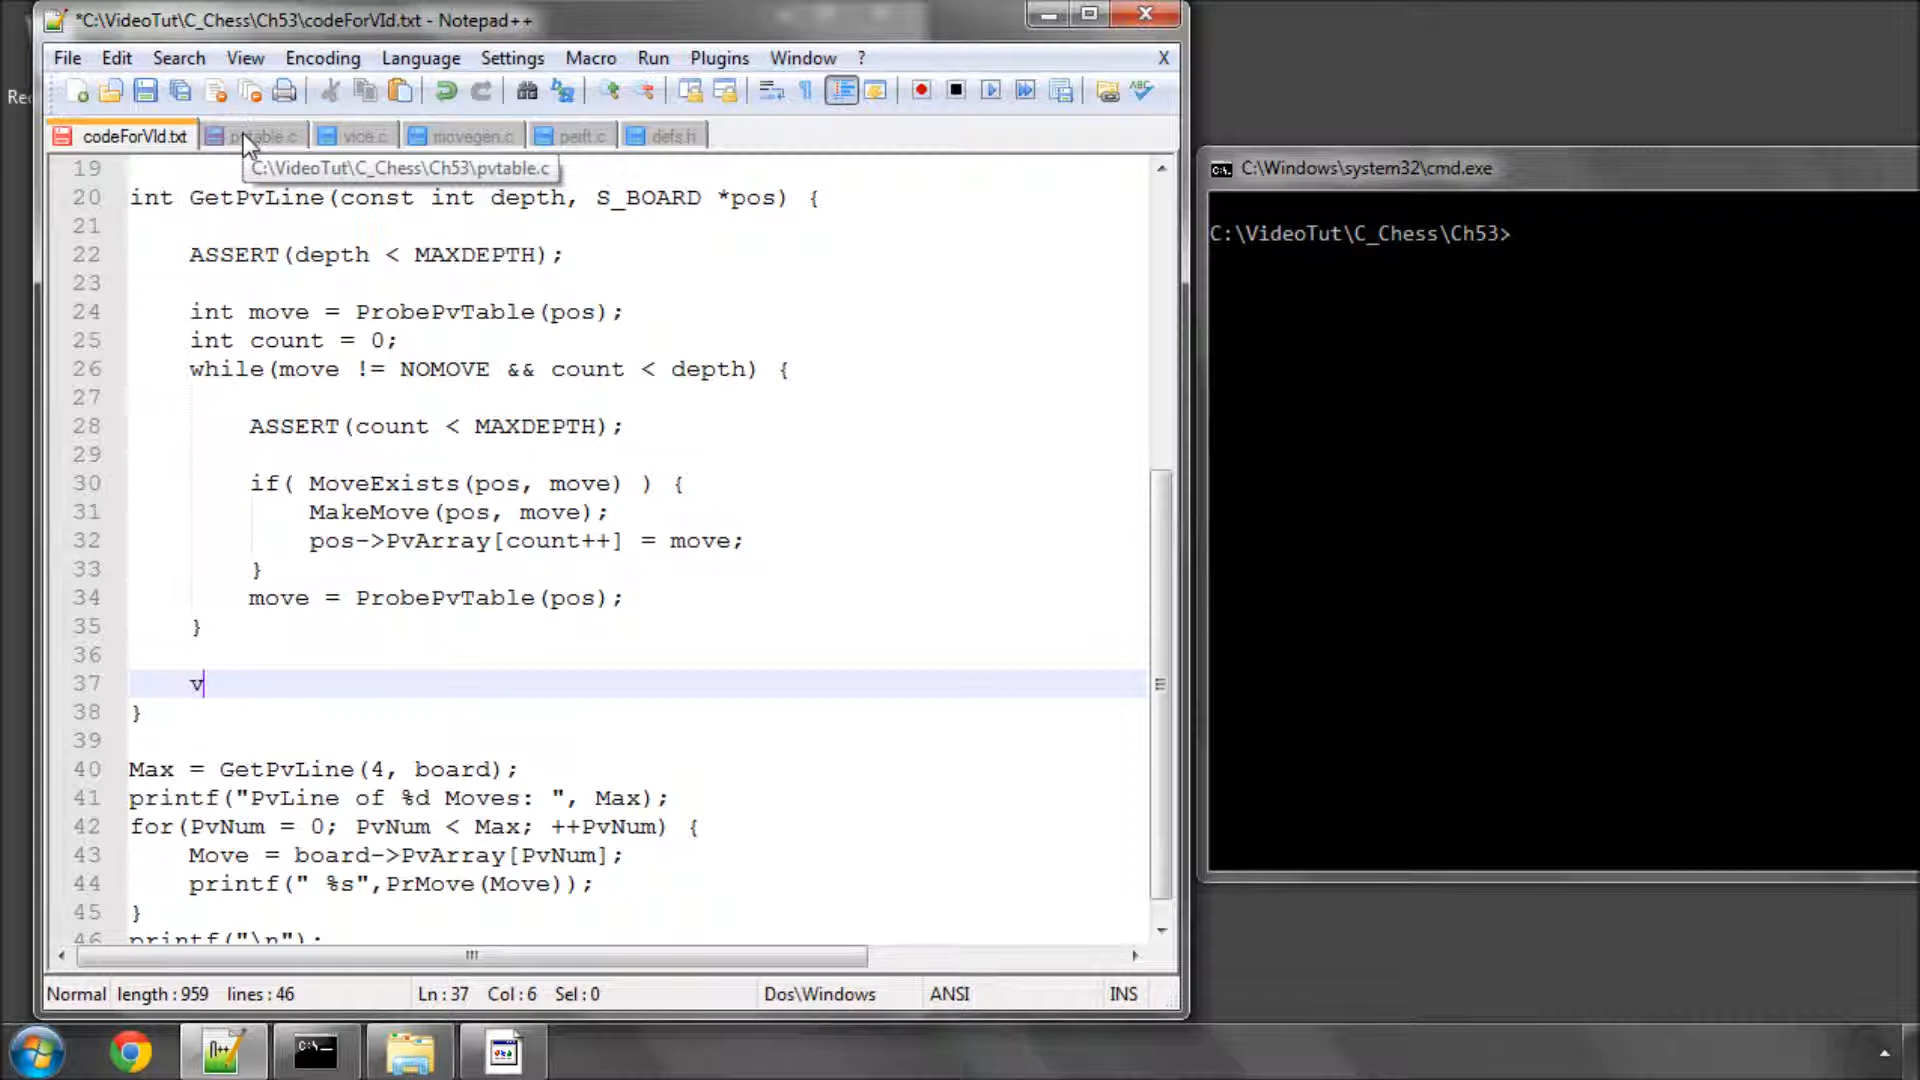 *C:\VideoTut\C_Chess\Ch53\codeForVId.txt - Notepad++
File Edit Search View Encoding Language Settings Macro Run Plugins Window ? X
codeForVId.txt pvtable.c vice.c movegen.c perft.c defs.h
C:\VideoTut\C_Chess\Ch53\pvtable.c
19
20 int GetPvLine(const int depth, S_BOARD *pos) {
21
22 ASSERT(depth < MAXDEPTH);
23
24 int move = ProbePvTable(pos);
25 int count = 0;
26 while(move != NOMOVE && count < depth) {
27
28 ASSERT(count < MAXDEPTH);
29
30 if( MoveExists(pos, move) ) {
31 MakeMove(pos, move);
32 pos->PvArray[count++] = move;
33 }
34 move = ProbePvTable(pos);
35 }
36
37 v
38 }
39
40 Max = GetPvLine(4, board);
41 printf("PvLine of %d Moves: ", Max);
42 for(PvNum = 0; PvNum < Max; ++PvNum) {
43 Move = board->PvArray[PvNum];
44 printf(" %s",PrMove(Move));
45 }
46 printf("\n");
Normal length : 959 lines : 46 Ln : 37 Col : 6 Sel : 0 Dos\Windows ANSI INS
C:\Windows\system32\cmd.exe
C:\VideoTut\C_Chess\Ch53>